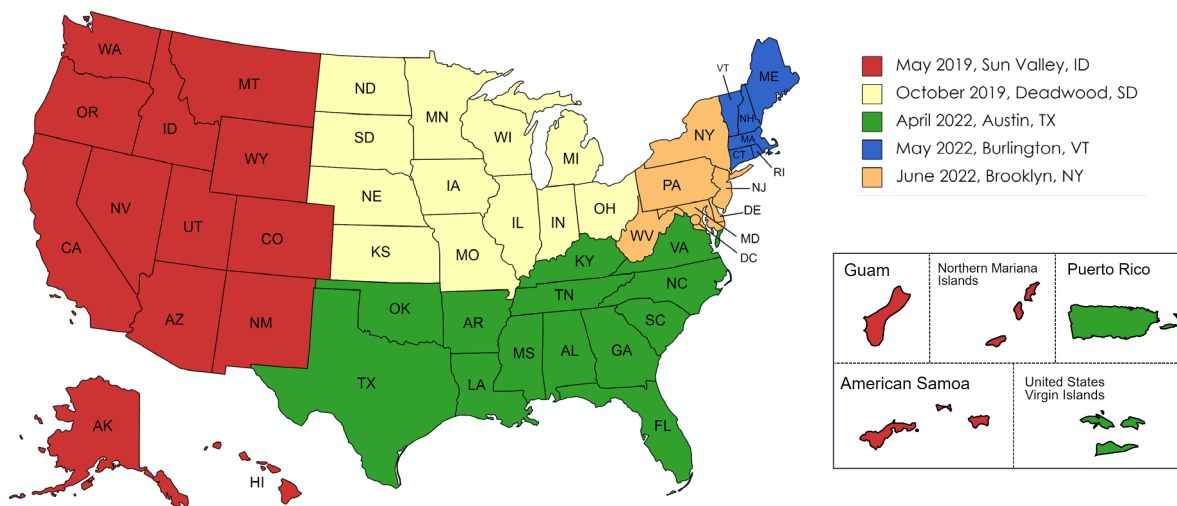 WA
MT
ND
MN
VT
ME
OR
ID
SD
WI
MI
NY
NH
MA
CT
RI
WY
NE
IA
PA
NJ
NV
UT
CO
IL
IN
OH
DE
CA
KS
MO
WV
VA
MD
DC
KY
AZ
NM
OK
AR
TN
NC
SC
TX
LA
MS
AL
GA
FL
AK
HI
May 2019, Sun Valley, ID
October 2019, Deadwood, SD
April 2022, Austin, TX
May 2022, Burlington, VT
June 2022, Brooklyn, NY
Guam
Northern Mariana
Islands
Puerto Rico
American Samoa
United States
Virgin Islands